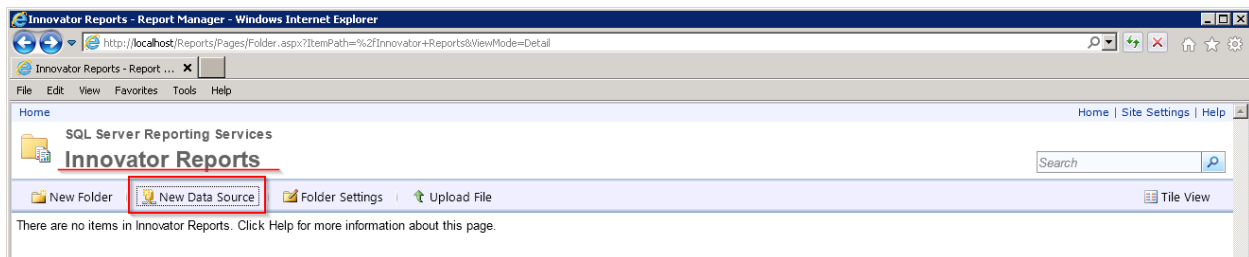 Innovator Reports - Report Manager - Windows Internet Explorer
http://localhost/Reports/Pages/Folder.aspx?ItemPath=%2fInnovator+Reports&ViewMode=Detail
Innovator Reports - Report ...
File Edit View Favorites Tools Help
Home Home | Site Settings | Help
SQL Server Reporting Services
Innovator Reports
Search
New Folder New Data Source Folder Settings Upload File Tile View
There are no items in Innovator Reports. Click Help for more information about this page.